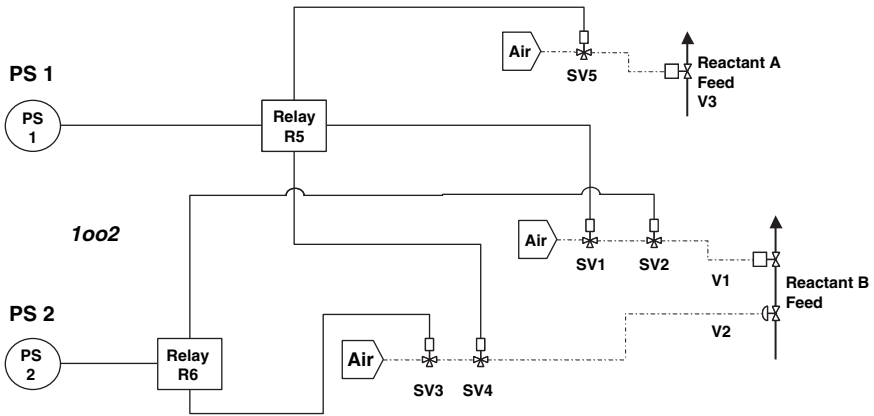 Air
SV5
Reactant A
Feed
V3
PS 1
PS
1
Relay
R5
1oo2
Air
SV1
SV2
V1
Reactant B
Feed
PS 2
PS
2
Relay
R6
Air
SV3
SV4
V2